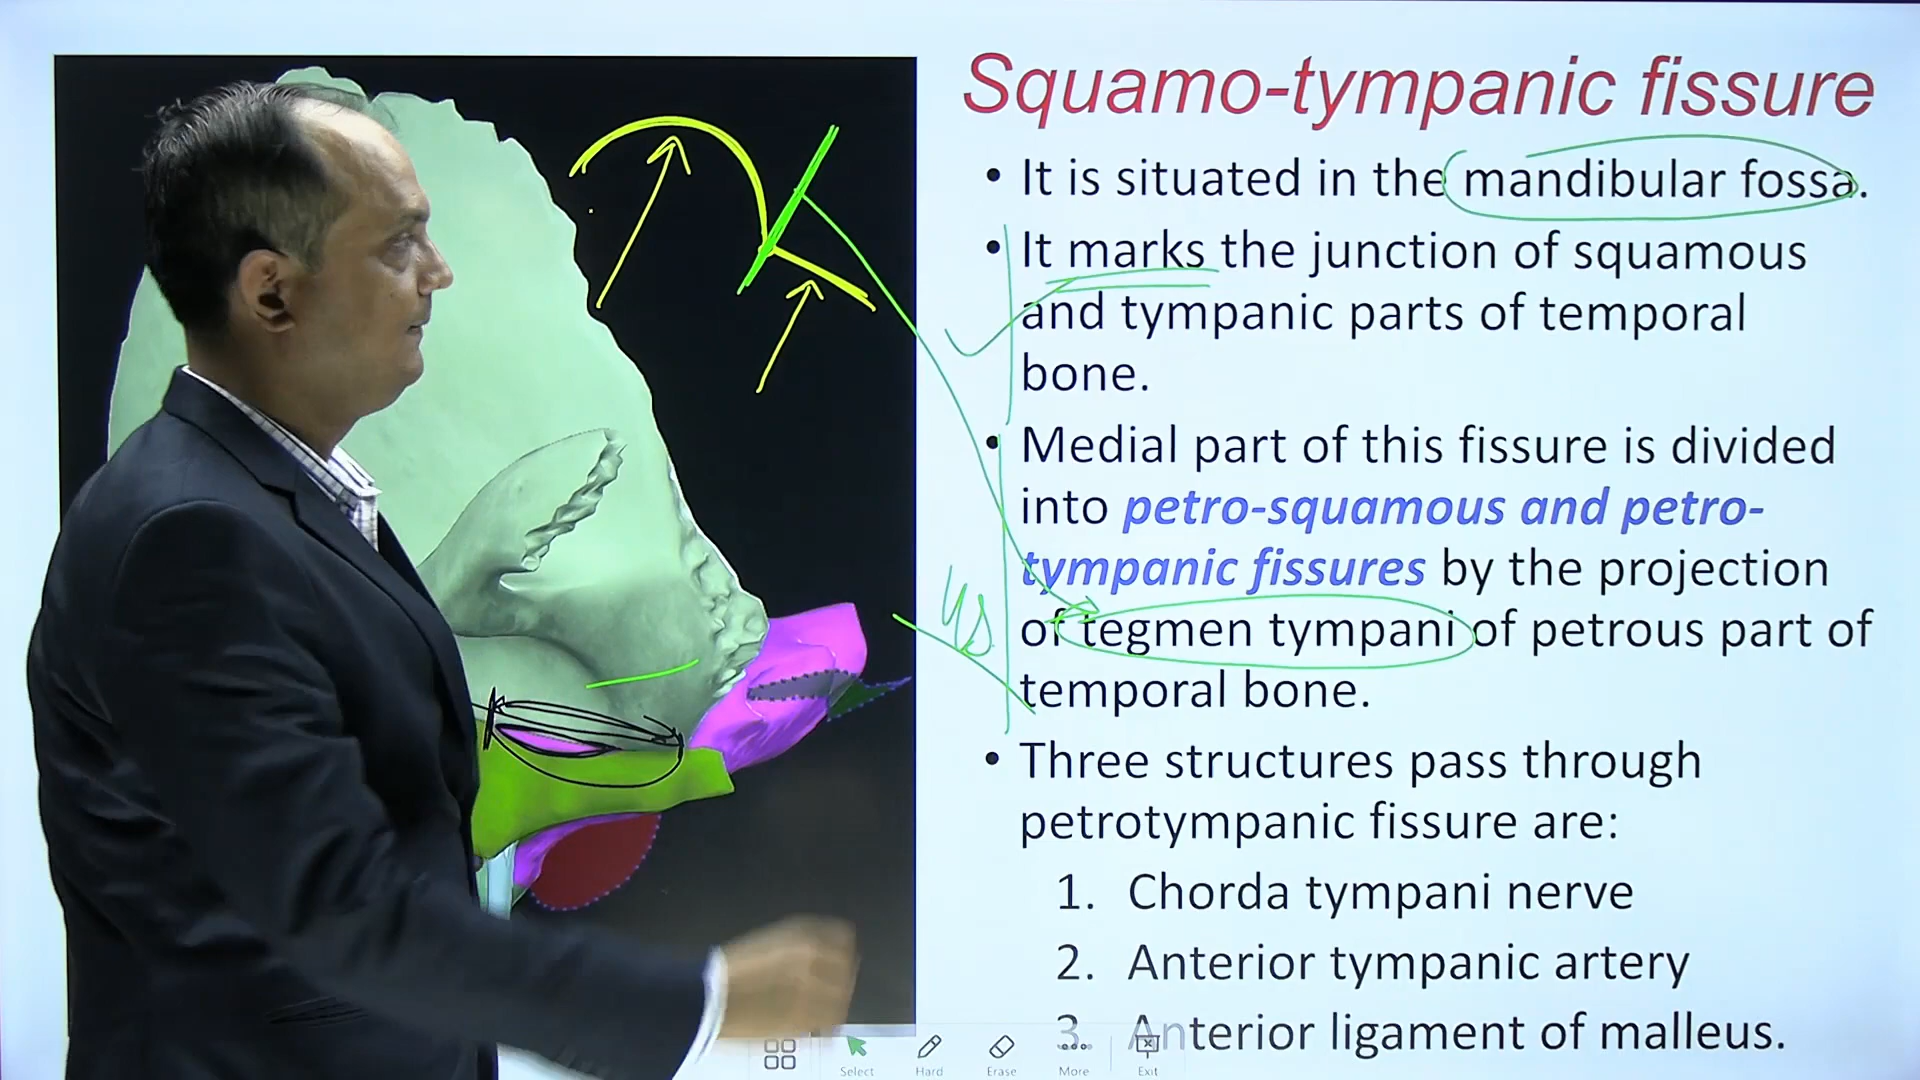 Squamo-tympanic fissure
• It is situated in the mandibular fossa.
• It marks the junction of squamous
and tympanic parts of temporal
bone.
• Medial part of this fissure is divided
into petro-squamous and petro-
tympanic fissures by the projection
of tegmen tympani of petrous part of
temporal bone.
• Three structures pass through
petrotympanic fissure are:
1. Chorda tympani nerve
2. Anterior tympanic artery
3. Anterior ligament of malleus.
Select Hard Erase More Exit